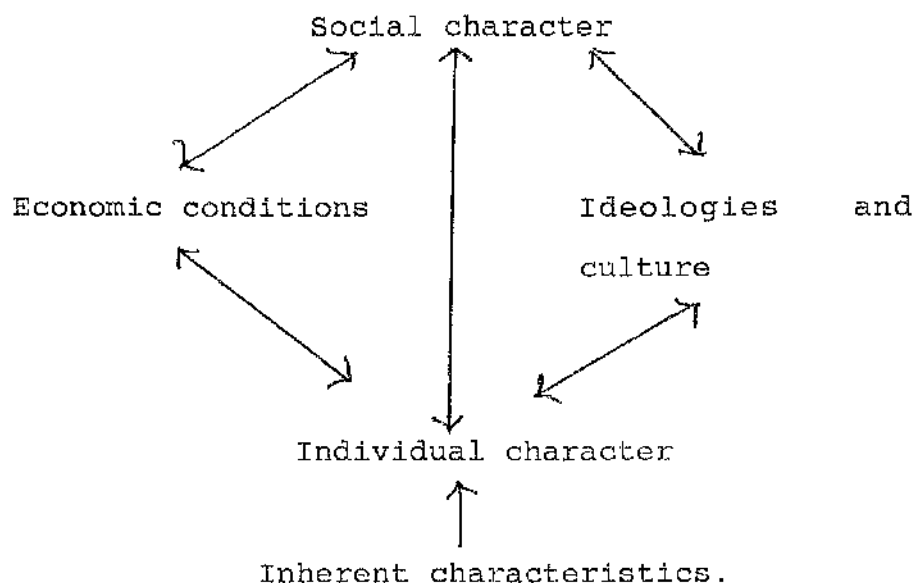 Social character
Economic conditions
Ideologies and
culture
Individual character
Inherent characteristics.